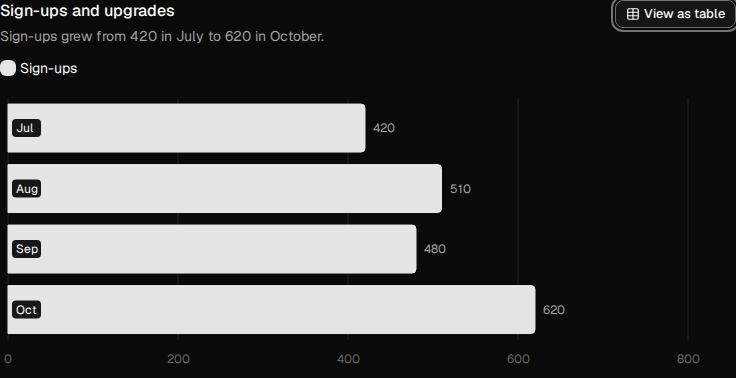 Sign-ups and upgrades
View as table
Sign-ups grew from 420 in July to 620 in October.
Sign-ups
Jul 420
Aug 510
Sep 480
Oct 620
0 200 400 600 800